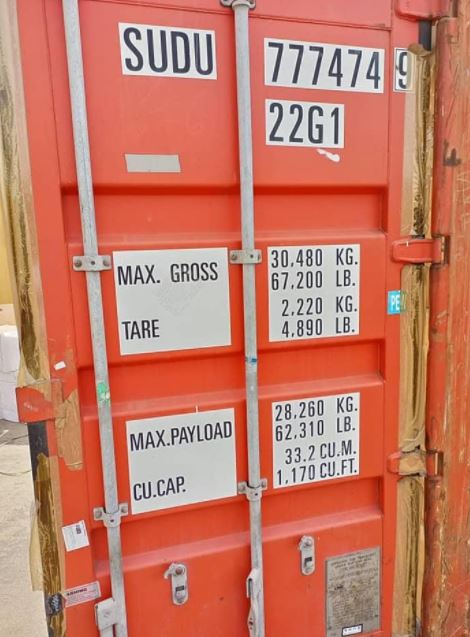 SUDU 777474 9
22G1
MAX. GROSS 30,480 KG.
67,200 LB.
TARE 2,220 KG.
4,890 LB.
PE
MAX.PAYLOAD 28,260 KG.
62,310 LB.
CU.CAP. 33.2 CU.M.
1,170 CU.FT.